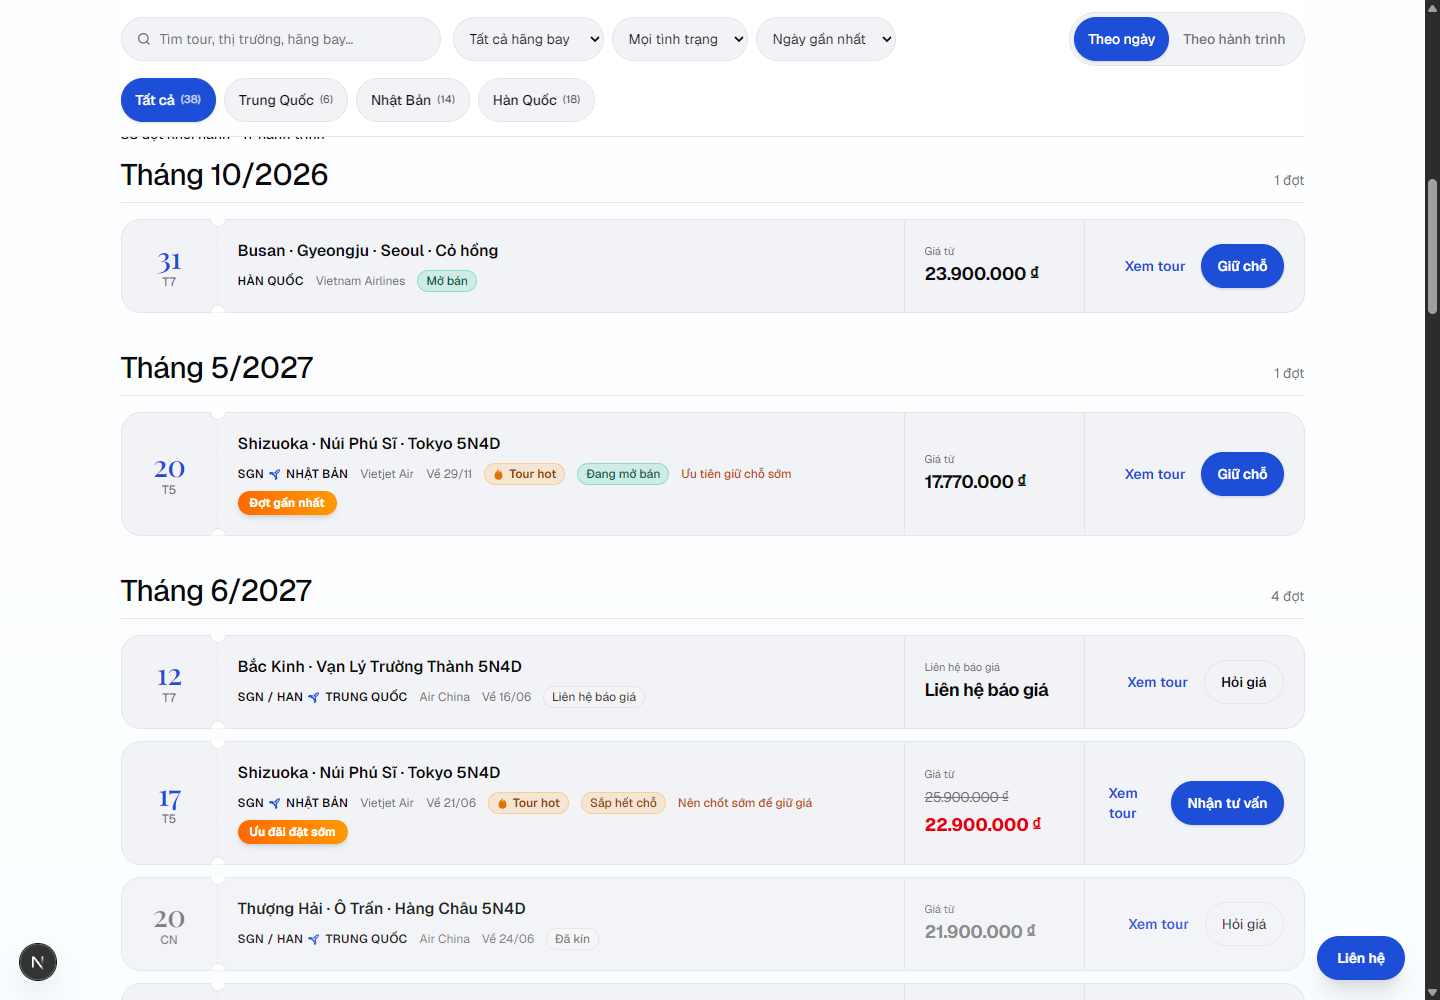 Tìm tour, thị trường, hãng bay...
Tất cả hãng bay
Mọi tình trạng
Ngày gần nhất
Theo ngày
Theo hành trình
Tất cả (38)
Trung Quốc (6)
Nhật Bản (14)
Hàn Quốc (18)
Tháng 10/2026
1 đợt
31
T7
Busan · Gyeongju · Seoul · Cỏ hồng
HÀN QUỐC Vietnam Airlines Mở bán
Giá từ
23.900.000 ₫
Xem tour
Giữ chỗ
Tháng 5/2027
1 đợt
20
T5
Shizuoka · Núi Phú Sĩ · Tokyo 5N4D
SGN NHẬT BẢN Vietjet Air Về 29/11 Tour hot Đang mở bán Ưu tiên giữ chỗ sớm
Đợt gần nhất
Giá từ
17.770.000 ₫
Xem tour
Giữ chỗ
Tháng 6/2027
4 đợt
12
T7
Bắc Kinh · Vạn Lý Trường Thành 5N4D
SGN / HAN TRUNG QUỐC Air China Về 16/06 Liên hệ báo giá
Liên hệ báo giá
Liên hệ báo giá
Xem tour
Hỏi giá
17
T5
Shizuoka · Núi Phú Sĩ · Tokyo 5N4D
SGN NHẬT BẢN Vietjet Air Về 21/06 Tour hot Sắp hết chỗ Nên chốt sớm để giữ giá
Ưu đãi đặt sớm
Giá từ
25.900.000 ₫
22.900.000 ₫
Xem
tour
Nhận tư vấn
20
CN
Thượng Hải · Ô Trấn · Hàng Châu 5N4D
SGN / HAN TRUNG QUỐC Air China Về 24/06 Đã kín
Giá từ
21.900.000 ₫
Xem tour
Hỏi giá
N
Liên hệ